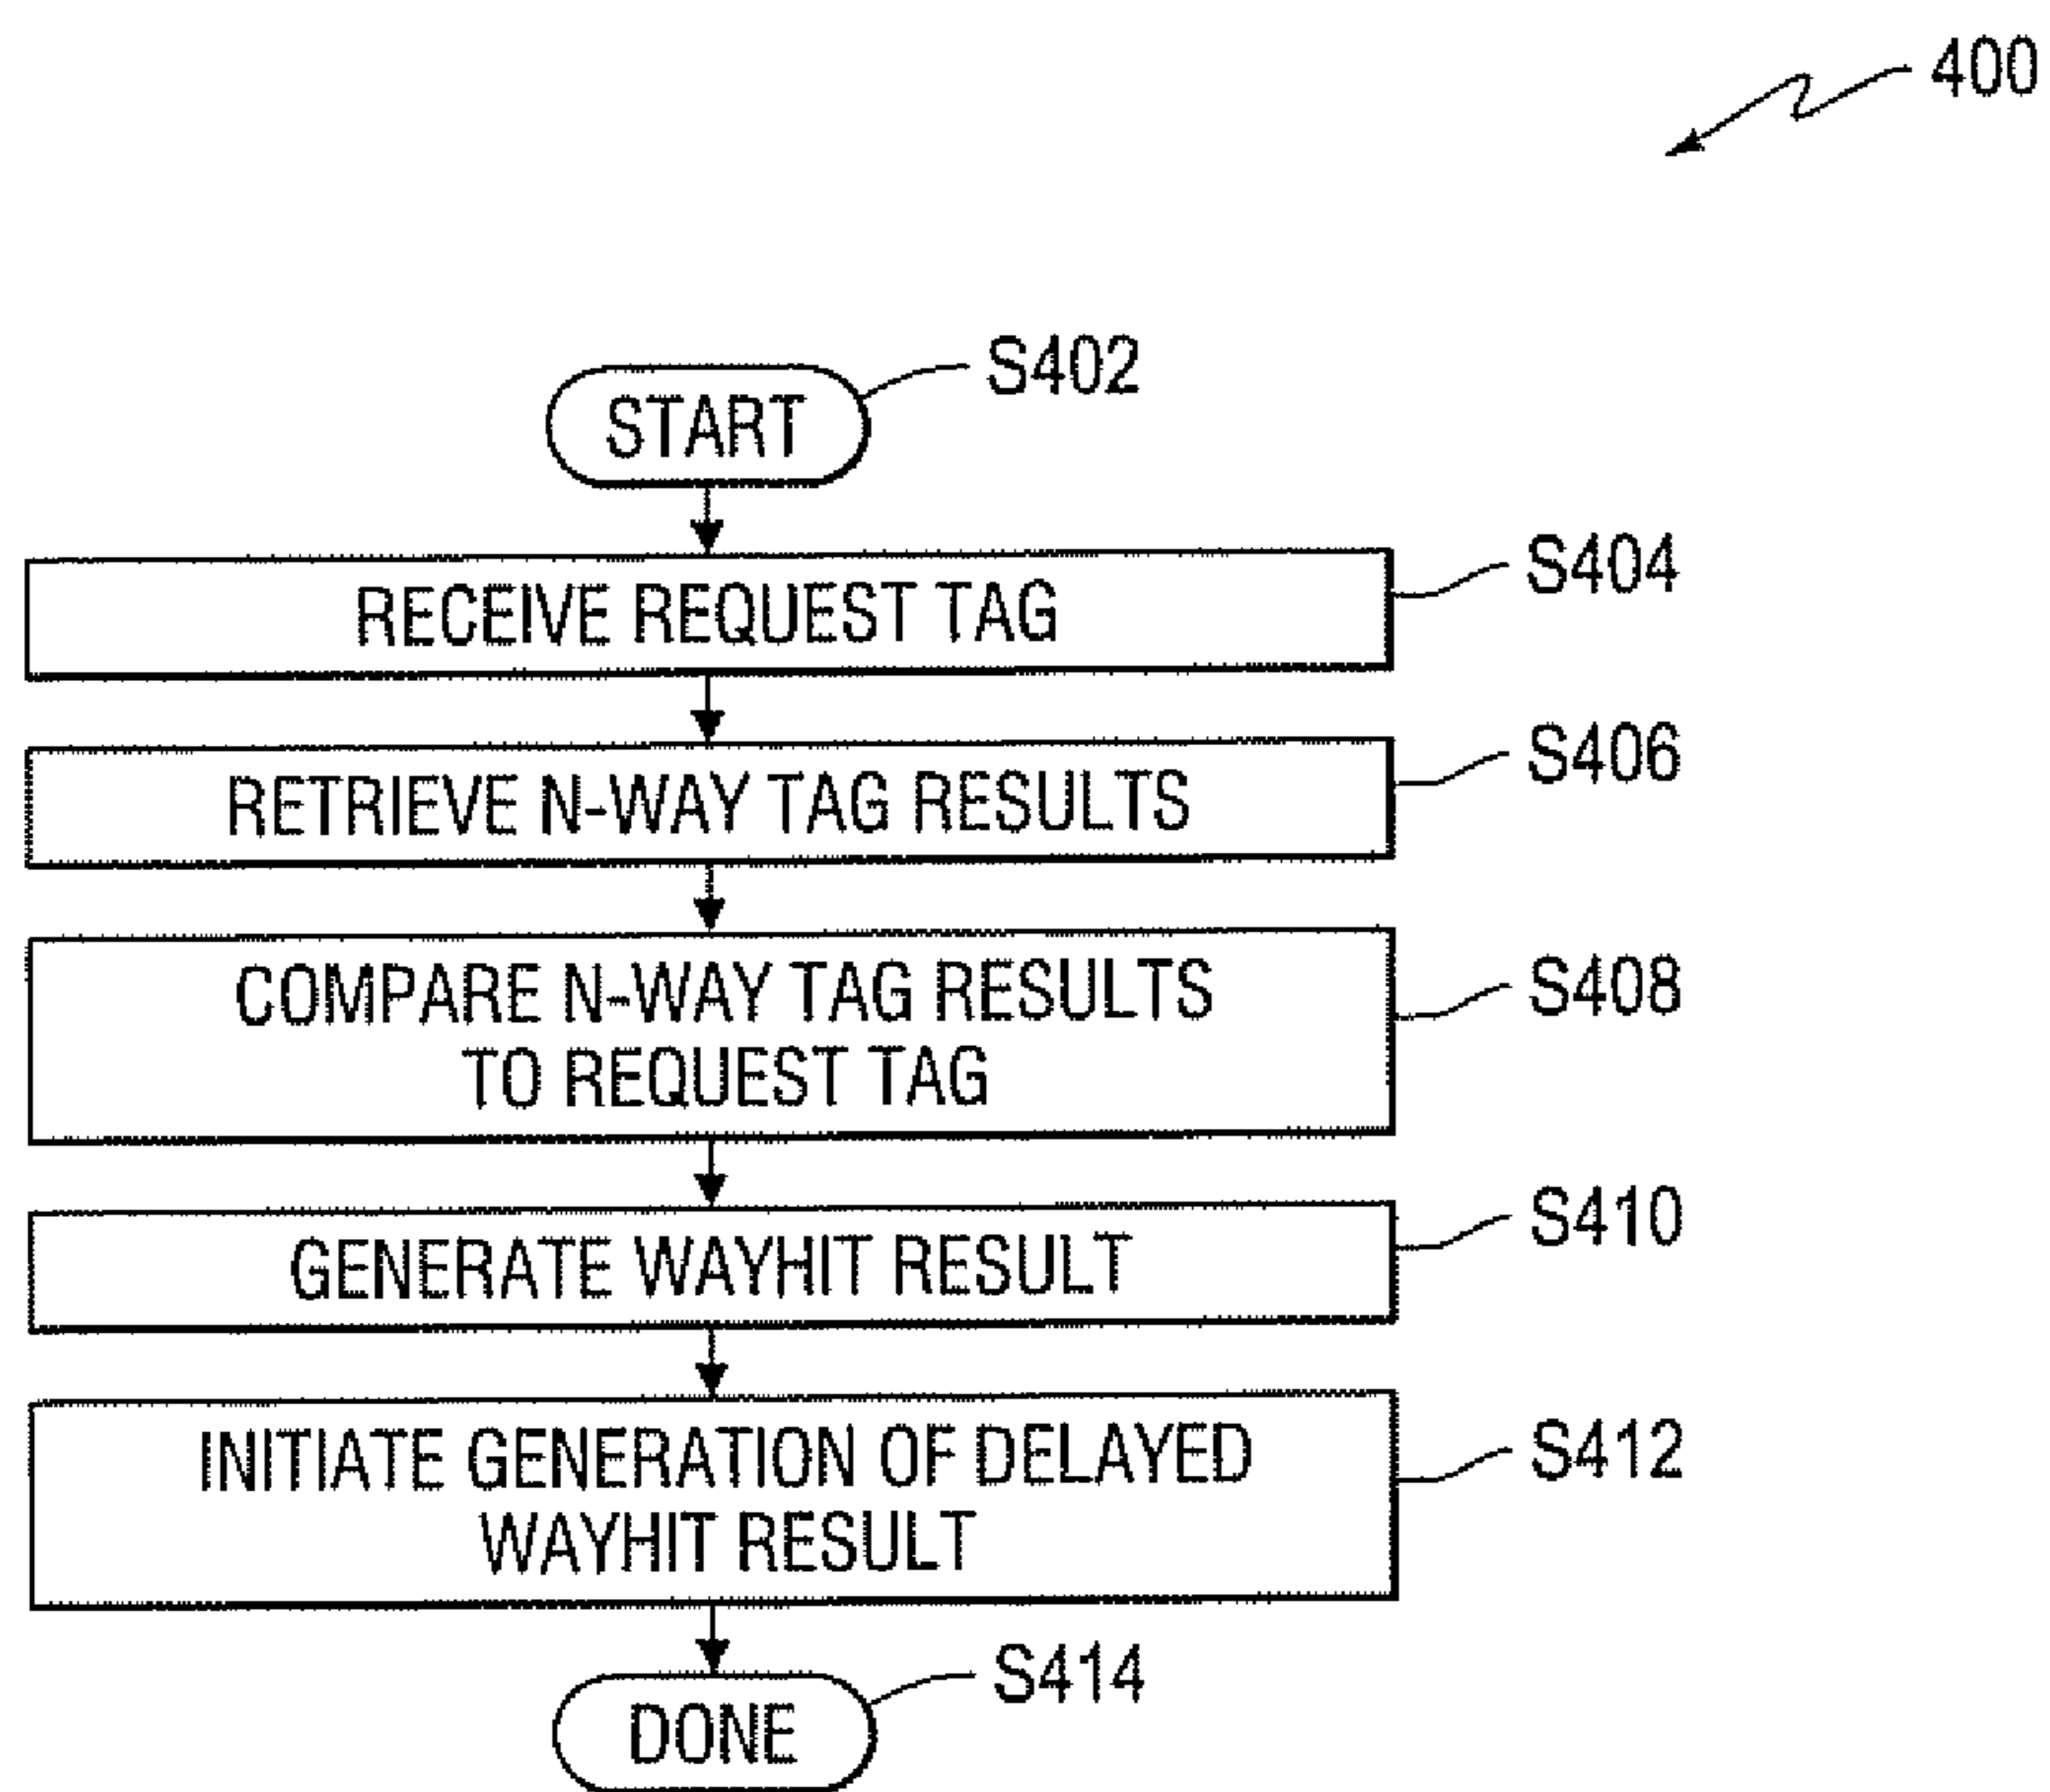 400
START
S402
RECEIVE REQUEST TAG
S404
RETRIEVE N-WAY TAG RESULTS
S406
COMPARE N-WAY TAG RESULTS
TO REQUEST TAG
S408
GENERATE WAYHIT RESULT
S410
INITIATE GENERATION OF DELAYED
WAYHIT RESULT
S412
DONE
S414